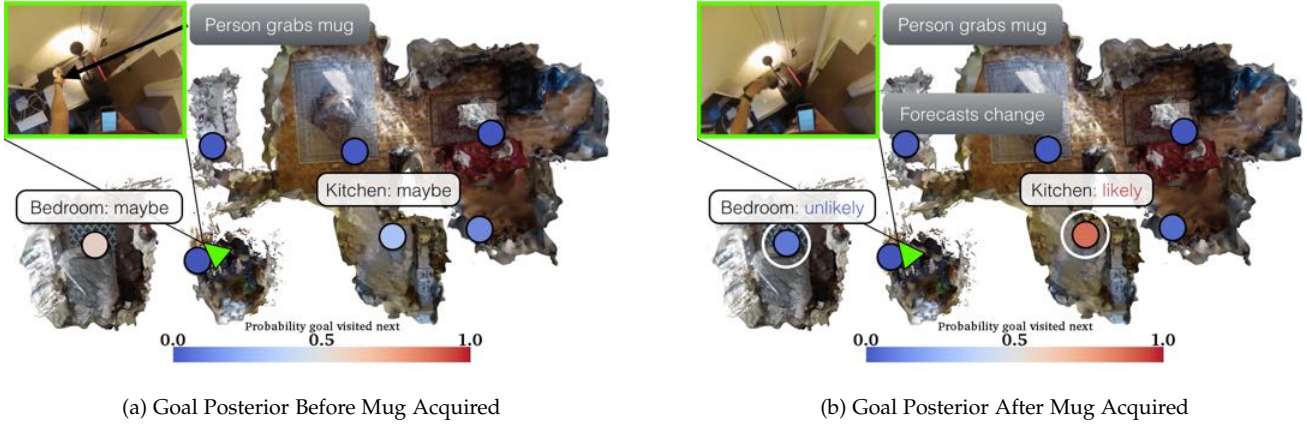 Person grabs mug
Kitchen: maybe
Bedroom: maybe
Probability goal visited next
0.0 0.5 1.0
(a) Goal Posterior Before Mug Acquired
Person grabs mug
Forecasts change
Kitchen: likely
Bedroom: unlikely
Probability goal visited next
0.0 0.5 1.0
(b) Goal Posterior After Mug Acquired